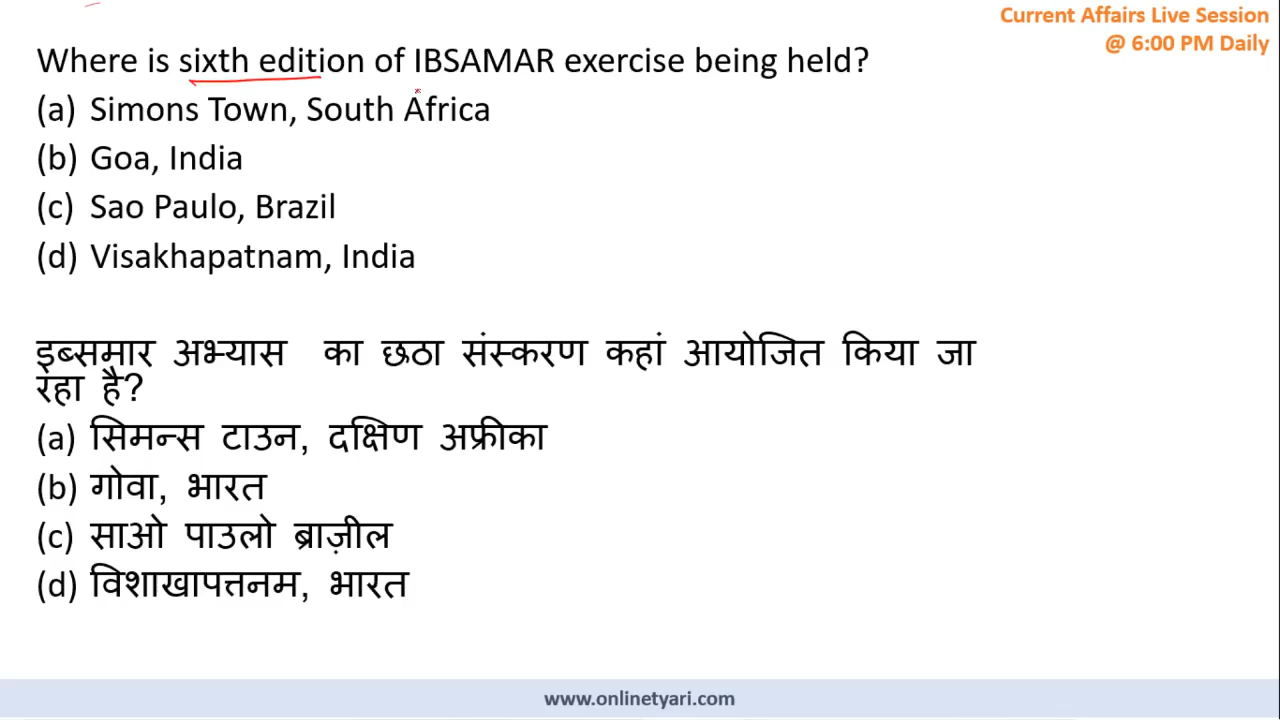 Current Affairs Live Session
@ 6:00 PM Daily
Where is sixth edition of IBSAMAR exercise being held?
(a) Simons Town, South Africa
(b) Goa, India
(c) Sao Paulo, Brazil
(d) Visakhapatnam, India
इब्समार अभ्यास का छठा संस्करण कहां आयोजित किया जा
रहा है?
(a) सिमन्स टाउन, दक्षिण अफ्रीका
(b) गोवा, भारत
(c) साओ पाउलो ब्राज़ील
(d) विशाखापत्तनम, भारत
www.onlinetyari.com